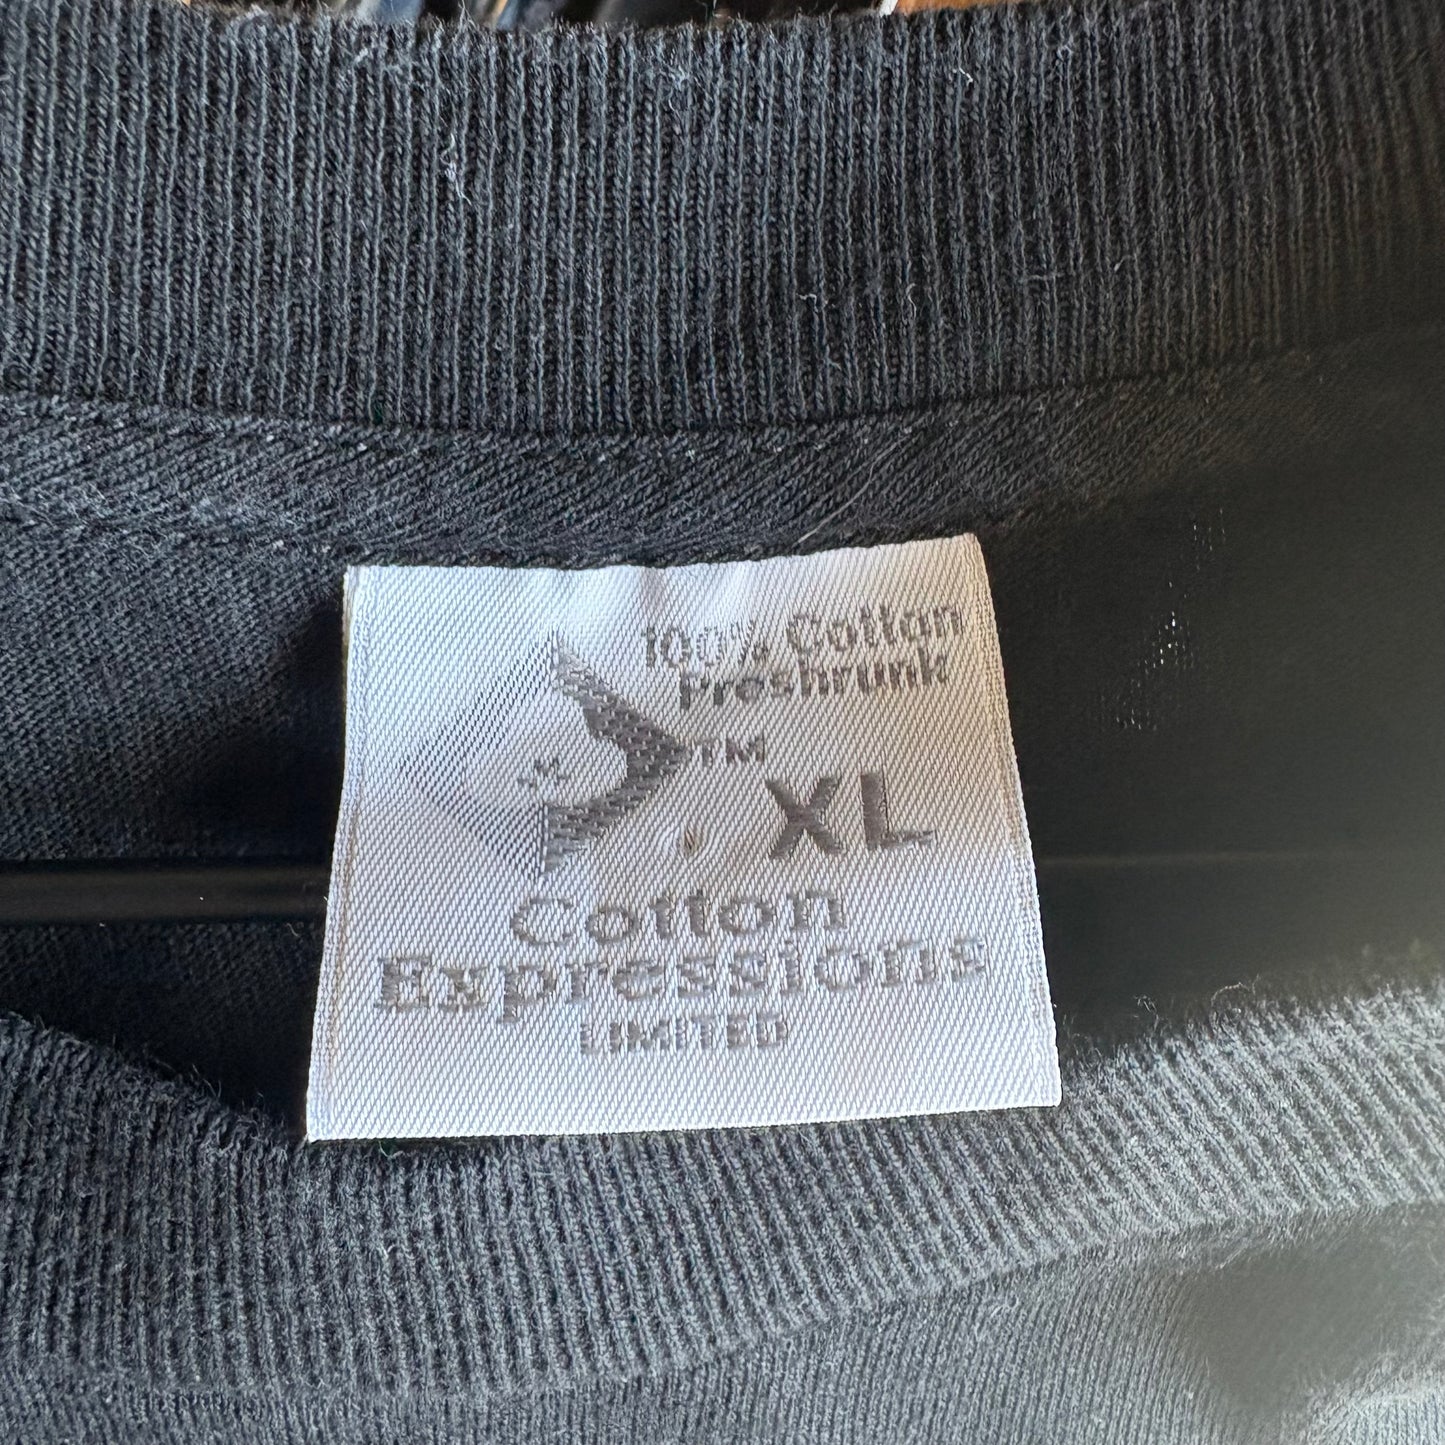 100% Cotton
Preshrunk
TM
XL
Cotton
Expressions
LIMITED